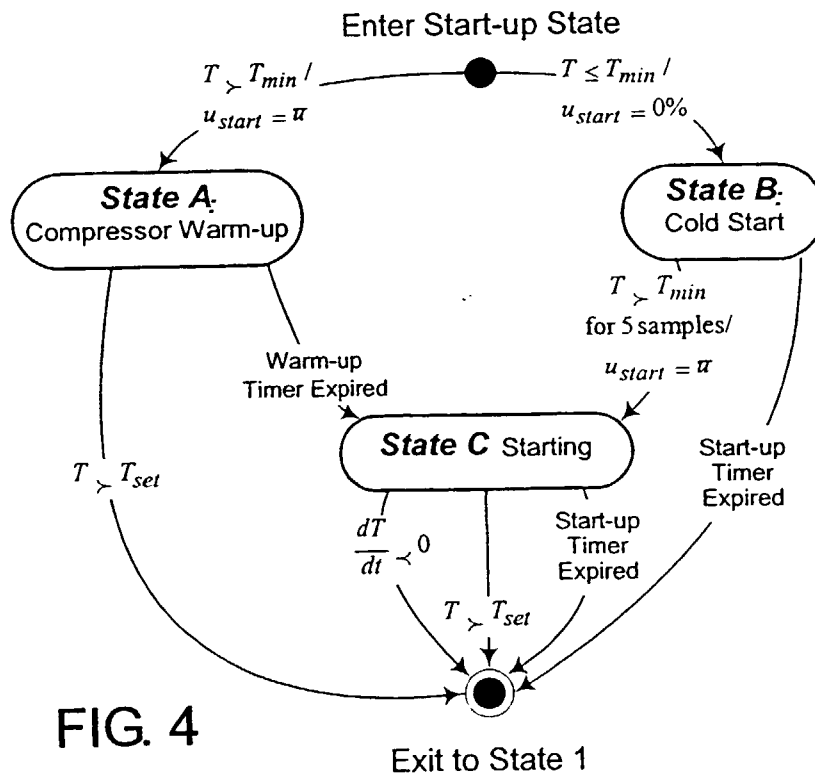 Enter Start-up State
T ≻ T_min /
u_start = ū
T ≤ T_min /
u_start = 0%
State A:
Compressor Warm-up
State B:
Cold Start
T ≻ T_min
for 5 samples/
u_start = ū
Warm-up
Timer Expired
State C Starting
T ≻ T_set
Start-up
Timer
Expired
dT/dt ≺ 0
T ≻ T_set
Start-up
Timer
Expired
FIG. 4
Exit to State 1